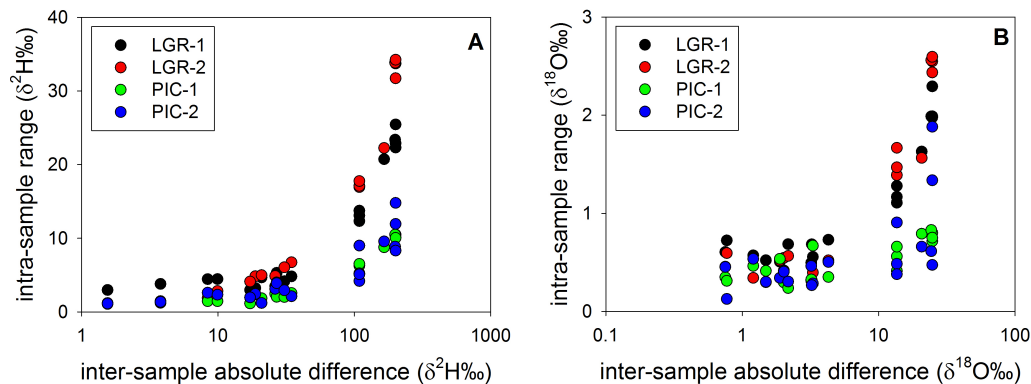 A
LGR-1
LGR-2
PIC-1
PIC-2
40
30
20
10
0
1
10
100
1000
intra-sample range (δ²H‰)
inter-sample absolute difference (δ²H‰)
B
LGR-1
LGR-2
PIC-1
PIC-2
3
2
1
0
0.1
1
10
100
intra-sample range (δ¹⁸O‰)
inter-sample absolute difference (δ¹⁸O‰)